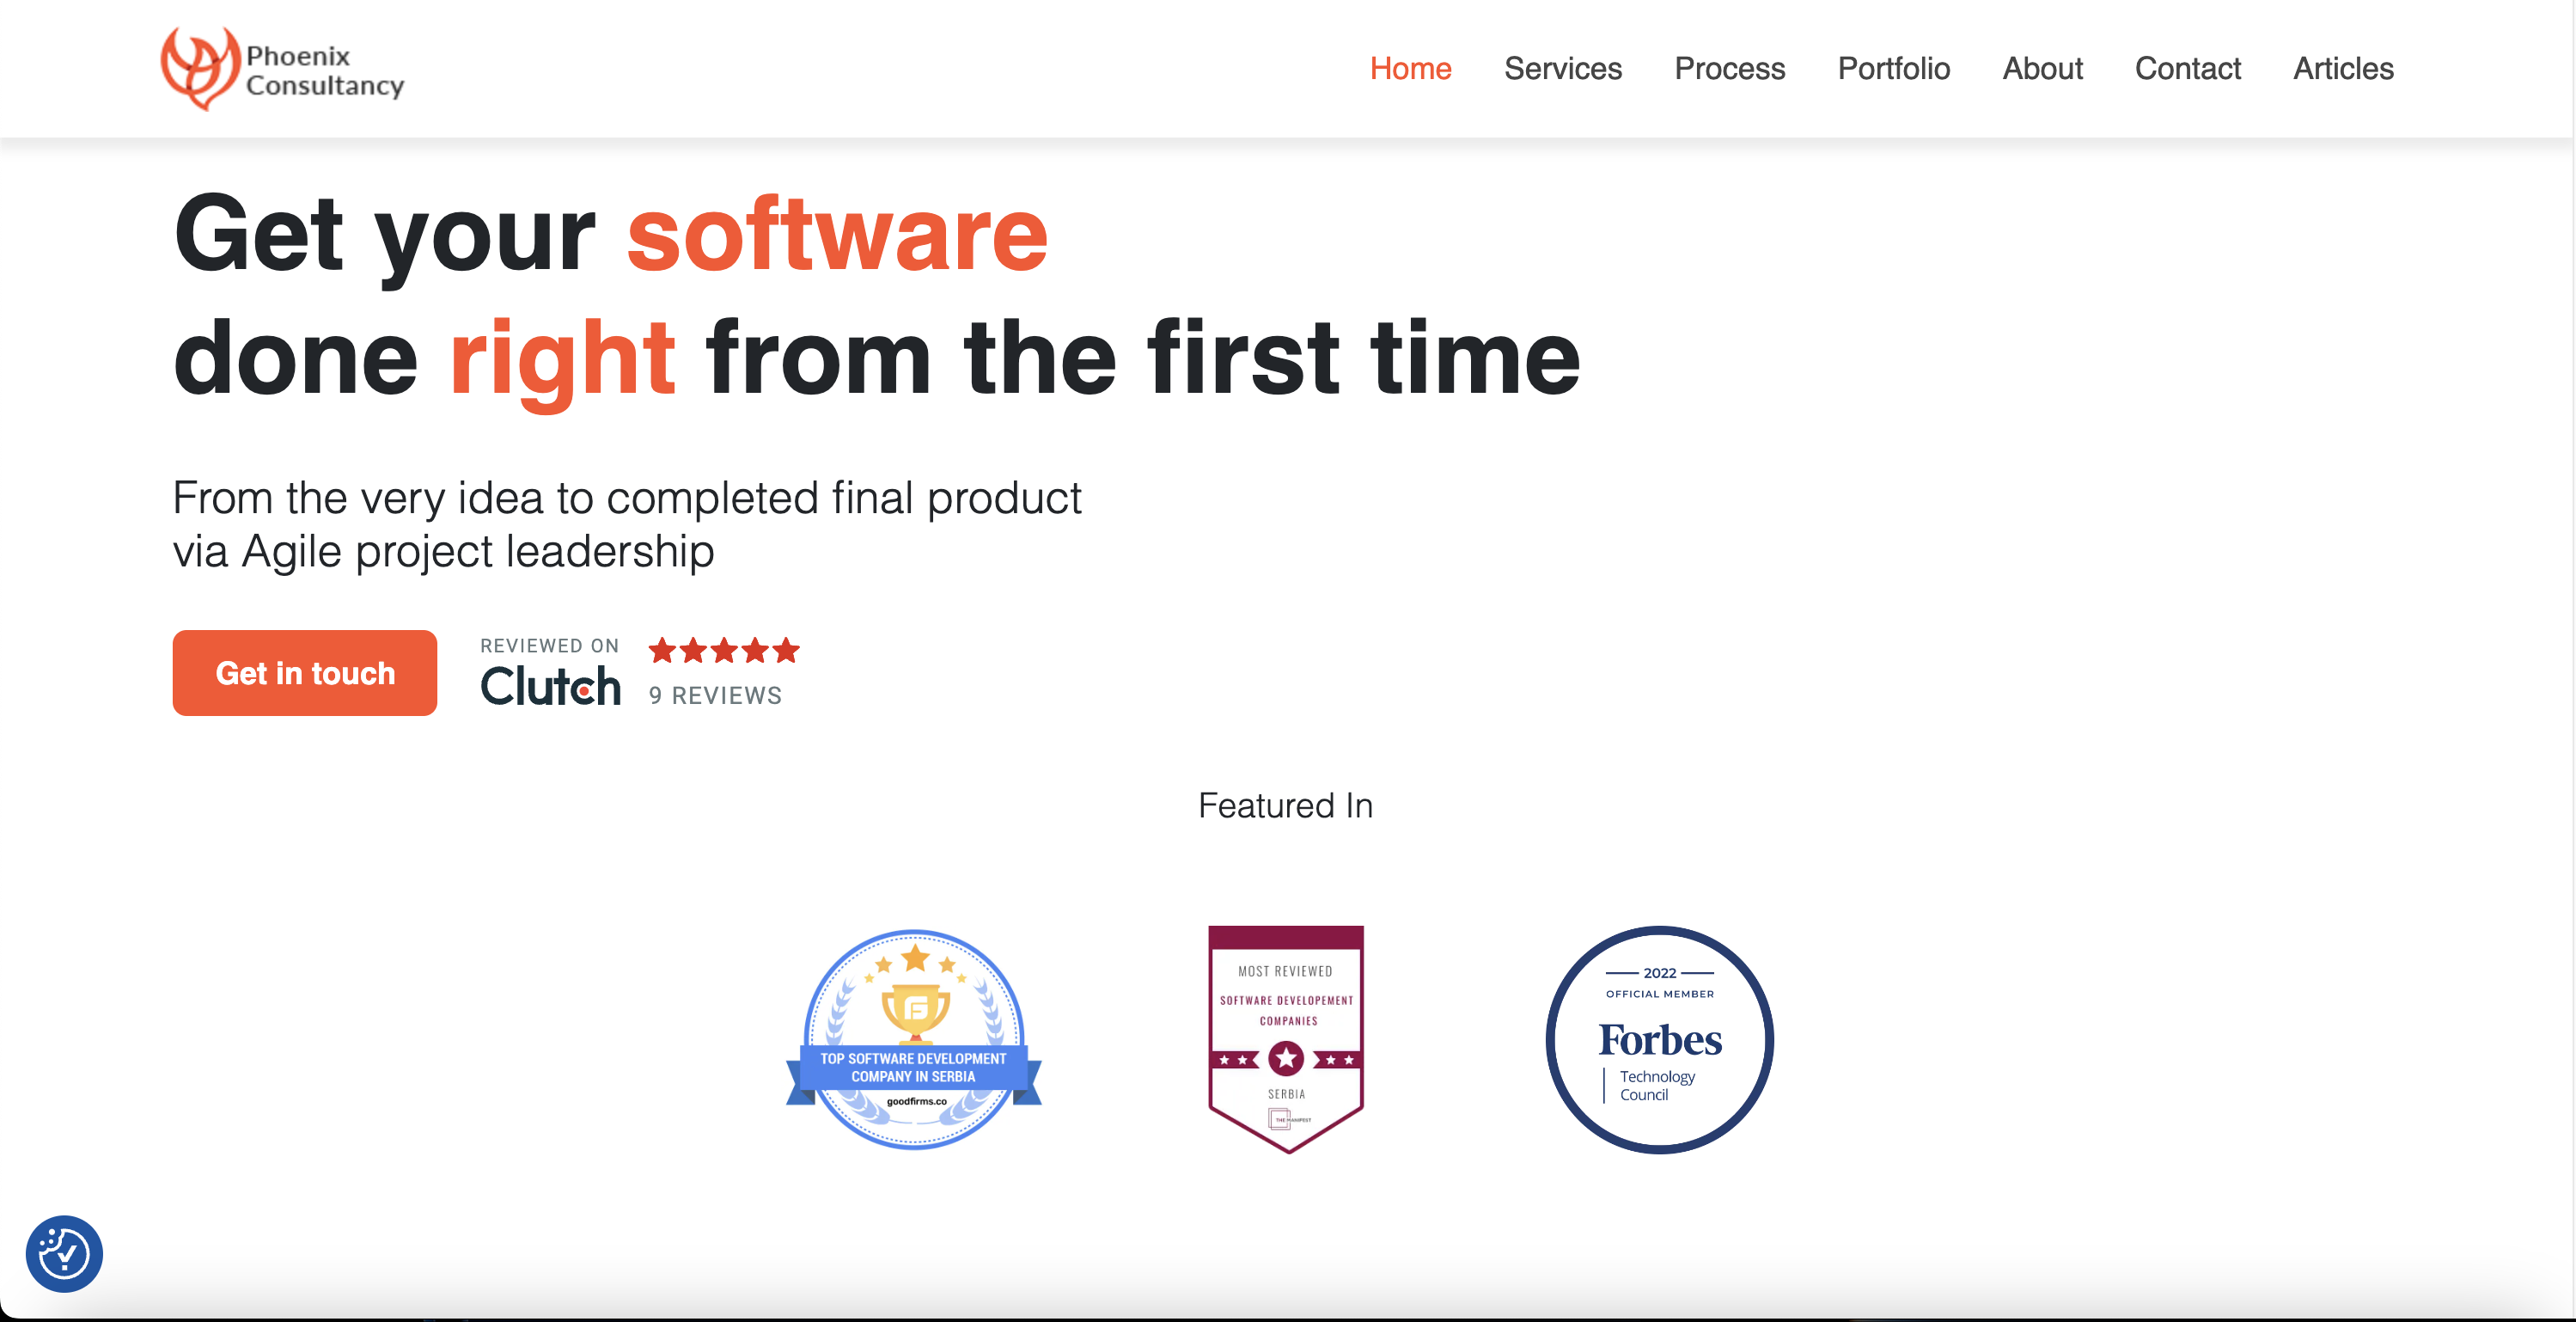 Phoenix
Consultancy
Home Services Process Portfolio About Contact Articles
Get your software
done right from the first time
From the very idea to completed final product
via Agile project leadership
Get in touch
REVIEWED ON
Clutch
9 REVIEWS
Featured In
TOP SOFTWARE DEVELOPMENT
COMPANY IN SERBIA
goodfirms.co
MOST REVIEWED
SOFTWARE DEVELOPEMENT
COMPANIES
SERBIA
THE MANIFEST
2022
OFFICIAL MEMBER
Forbes
Technology
Council